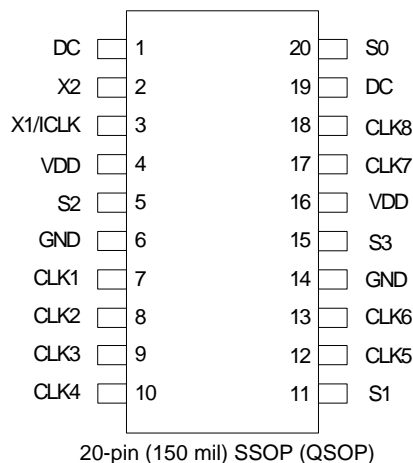 DC 1 20 S0
X2 2 19 DC
X1/ICLK 3 18 CLK8
VDD 4 17 CLK7
S2 5 16 VDD
GND 6 15 S3
CLK1 7 14 GND
CLK2 8 13 CLK6
CLK3 9 12 CLK5
CLK4 10 11 S1
20-pin (150 mil) SSOP (QSOP)